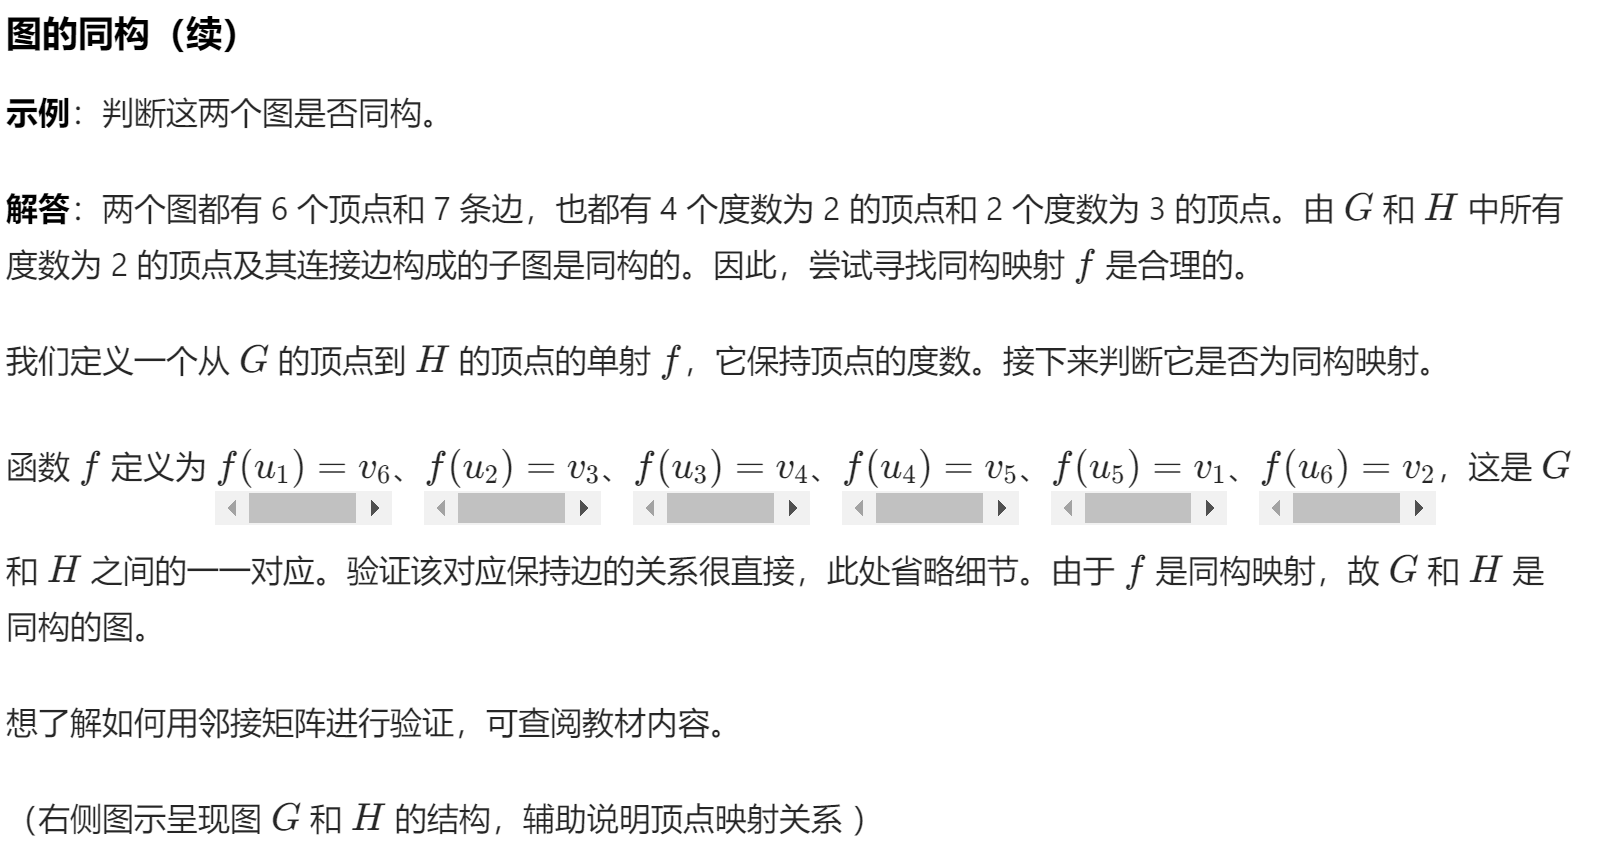 图的同构（续）
示例：判断这两个图是否同构。
解答：两个图都有 6 个顶点和 7 条边，也都有 4 个度数为 2 的顶点和 2 个度数为 3 的顶点。由 G 和 H 中所有
度数为 2 的顶点及其连接边构成的子图是同构的。因此，尝试寻找同构映射 f 是合理的。
我们定义一个从 G 的顶点到 H 的顶点的单射 f，它保持顶点的度数。接下来判断它是否为同构映射。
函数 f 定义为 f(u₁) = v₆、f(u₂) = v₃、f(u₃) = v₄、f(u₄) = v₅、f(u₅) = v₁、f(u₆) = v₂，这是 G
和 H 之间的一一对应。验证该对应保持边的关系很直接，此处省略细节。由于 f 是同构映射，故 G 和 H 是
同构的图。
想了解如何用邻接矩阵进行验证，可查阅教材内容。
（右侧图示呈现图 G 和 H 的结构，辅助说明顶点映射关系 ）